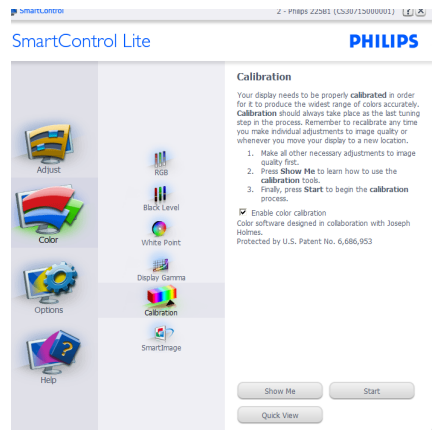 SmartControl
2 - Philips 225B1 (CS30715000001)
SmartControl Lite
PHILIPS
Adjust
Color
Options
Help
RGB
Black Level
White Point
Display Gamma
Calibration
SmartImage
Calibration
Your display needs to be properly calibrated in order
for it to produce the widest range of colors accurately.
Calibration should always take place as the last tuning
step in the process. Remember to recalibrate any time
you make individual adjustments to image quality or
whenever you move your display to a new location.
1. Make all other necessary adjustments to image
quality first.
2. Press Show Me to learn how to use the
calibration tools.
3. Finally, press Start to begin the calibration
process.
Enable color calibration
Color software designed in collaboration with Joseph
Holmes.
Protected by U.S. Patent No. 6,686,953
Show Me
Start
Quick View